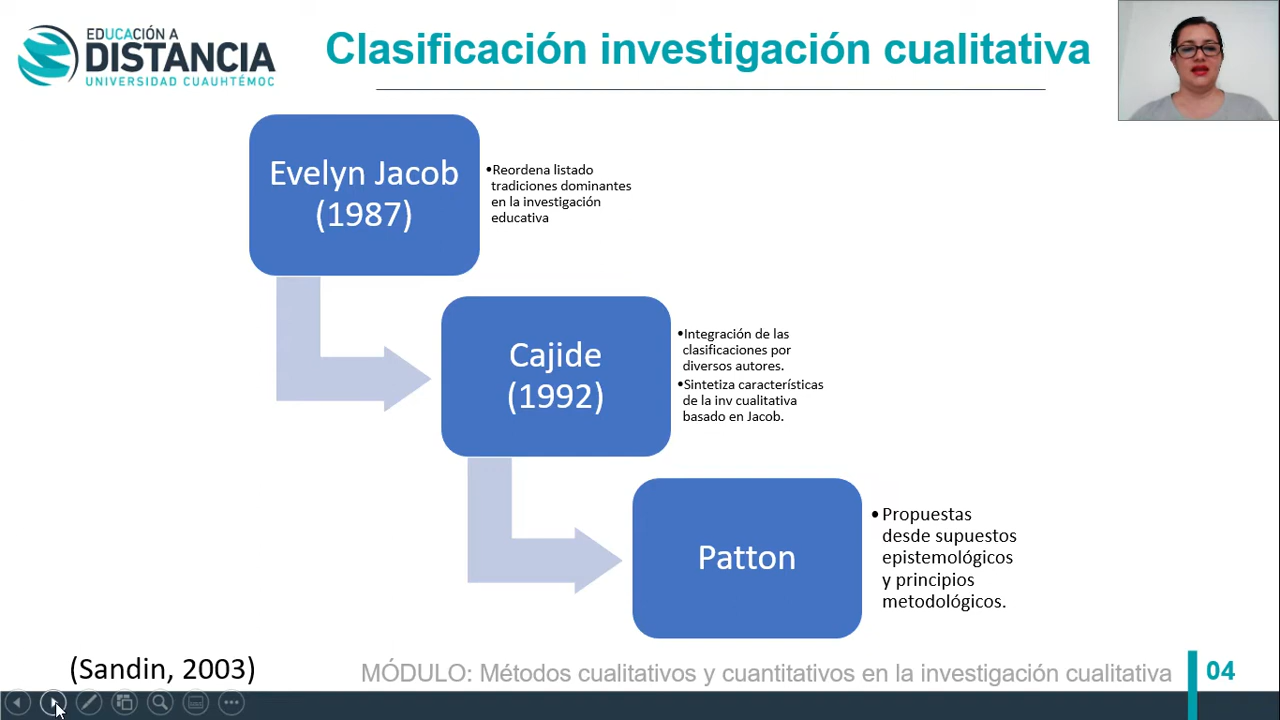 EDUCACIÓN A
DISTANCIA
UNIVERSIDAD CUAUHTÉMOC
Clasificación investigación cualitativa
Evelyn Jacob
(1987)
•Reordena listado
tradiciones dominantes
en la investigación
educativa
Cajide
(1992)
•Integración de las
clasificaciones por
diversos autores.
•Sintetiza características
de la inv cualitativa
basado en Jacob.
Patton
•Propuestas
desde supuestos
epistemológicos
y principios
metodológicos.
(Sandin, 2003)
MÓDULO: Métodos cualitativos y cuantitativos en la investigación cualitativa
04